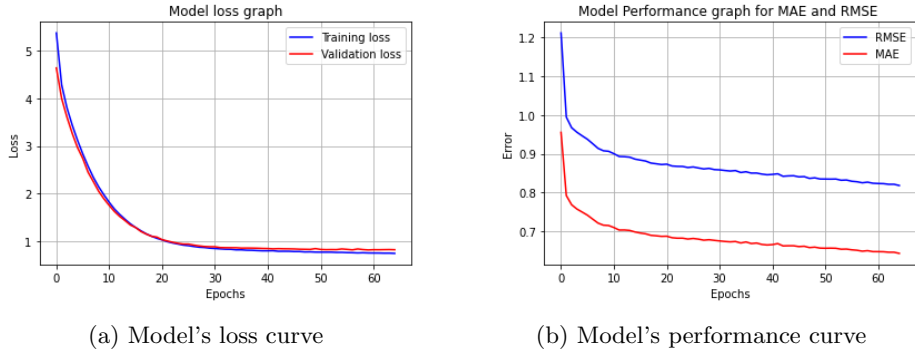 Model loss graph
Training loss
Validation loss
Loss
5
4
3
2
1
0 10 20 30 40 50 60
Epochs
(a) Model's loss curve
Model Performance graph for MAE and RMSE
RMSE
MAE
Error
1.2
1.1
1.0
0.9
0.8
0.7
0 10 20 30 40 50 60
Epochs
(b) Model's performance curve